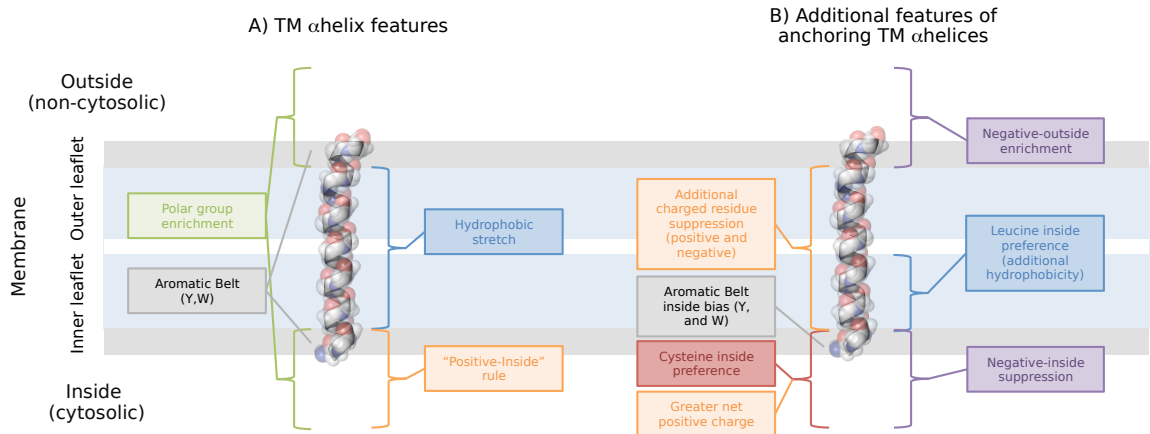 A) TM αhelix features
B) Additional features of
anchoring TM αhelices
Outside
(non-cytosolic)
Membrane
Outer leaflet
Inner leaflet
Inside
(cytosolic)
Polar group
enrichment
Aromatic Belt
(Y,W)
Hydrophobic
stretch
“Positive-Inside”
rule
Additional
charged residue
suppression
(positive and
negative)
Aromatic Belt
inside bias (Y,
and W)
Cysteine inside
preference
Greater net
positive charge
Negative-outside
enrichment
Leucine inside
preference
(additional
hydrophobicity)
Negative-inside
suppression